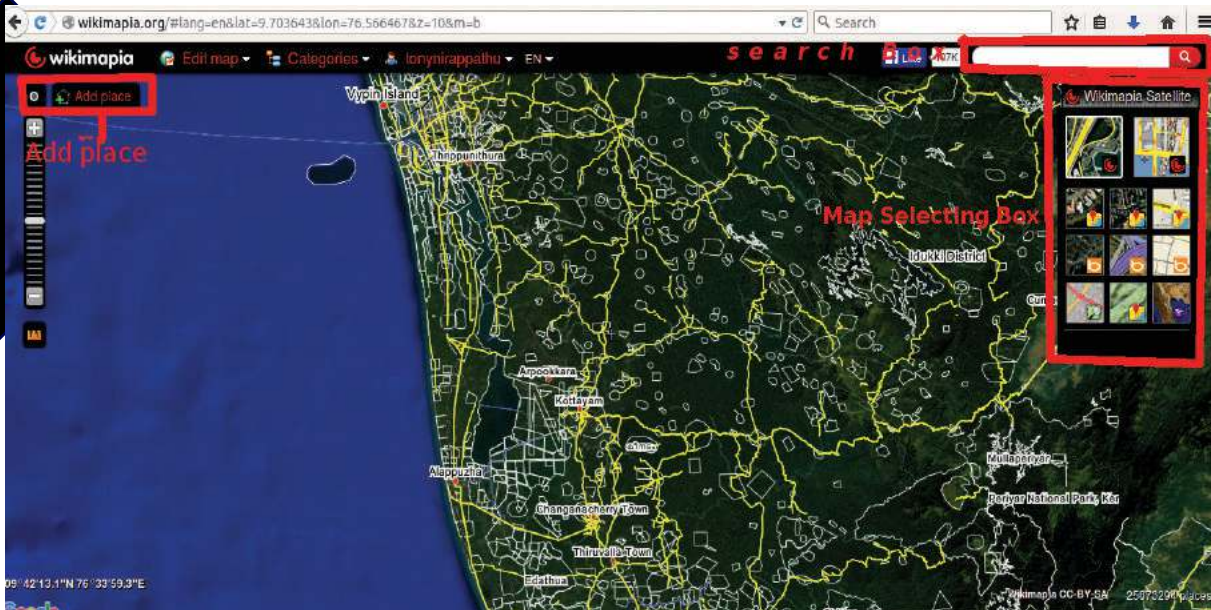 wikimapia.org/#lang=en&lat=9.703643&lon=76.566467&z=10&m=b
Search
wikimapia Edit map Categories tonynirappathu EN
search Box
Like
Add place
Add place
Wikimapia Satellite
Map Selecting Box
Vypin Island
Thrippunithura
Idukki District
Arpookkara
Kottayam
Alappuzha
Mullaperiyar
Periyar National Park, Ker
Changanacherry Town
Thiruvalla Town
Edathua
09°42'13.1"N 76°33'59.3"E
Wikimapia CC-BY-SA
places